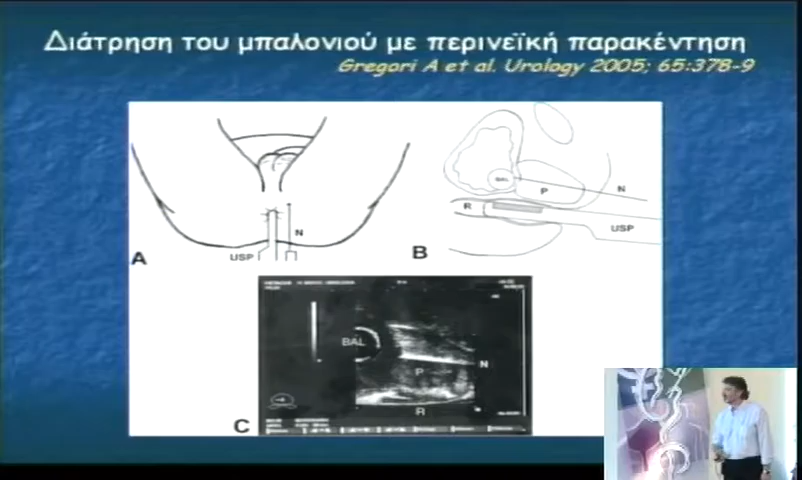 Διάτρηση του μπαλονιού με περινεϊκή παρακέντηση
Gregori A et al. Urology 2005; 65:378-9
N
USP
A
BAL
P
N
R
USP
B
BAL
N
P
R
C